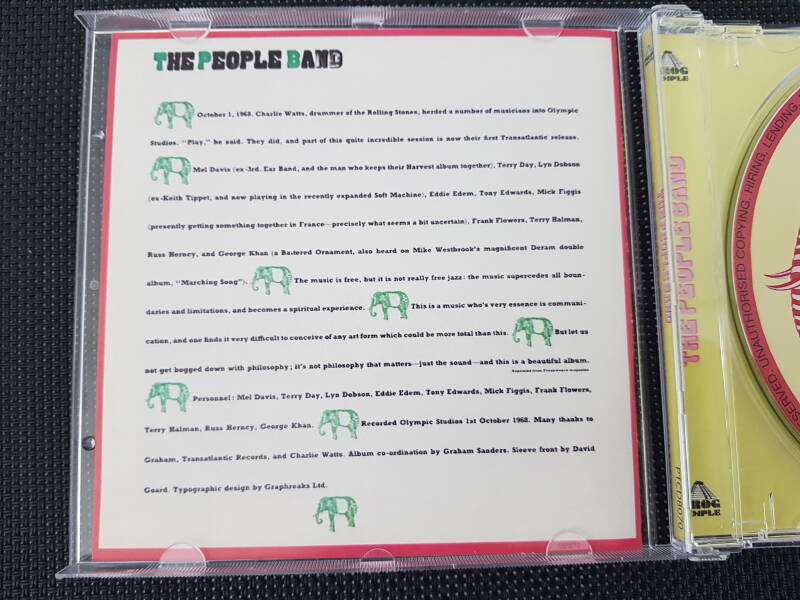 THE PEOPLE BAND
October 1, 1968. Charlie Watts, drummer of the Rolling Stones, herded a number of musicians into Olympic
Studios. "Play," he said. They did, and part of this quite incredible session is now their first Transatlantic release.
Mel Davis (ex-3rd. Ear Band, and the man who keeps their Harvest album together), Terry Day, Lyn Dobson
(ex-Keith Tippet, and now playing in the recently expanded Soft Machine), Eddie Edem, Tony Edwards, Mick Figgis
(presently getting something together in France—precisely what seems a bit uncertain), Frank Flowers, Terry Halman,
Russ Herncy, and George Khan (a Battered Ornament, also heard on Mike Westbrook's magnificent Deram double
album, "Marching Song"). The music is free, but it is not really free jazz: the music supercedes all boun-
daries and limitations, and becomes a spiritual experience. This is a music who's very essence is communi-
cation, and one finds it very difficult to conceive of any art form which could be more total than this. But let us
not get bogged down with philosophy; it's not philosophy that matters—just the sound—and this is a beautiful album.
Personnel: Mel Davis, Terry Day, Lyn Dobson, Eddie Edem, Tony Edwards, Mick Figgis, Frank Flowers,
Terry Halman, Russ Herncy, George Khan. Recorded Olympic Studios 1st October 1968. Many thanks to
Graham, Transatlantic Records, and Charlie Watts. Album co-ordination by Graham Sanders. Sleeve front by David
Goard. Typographic design by Graphreaks Ltd.
THE PEOPLE BAND
PTCD8070
SERVED. UNAUTHORISED COPYING, HIRING, LENDING,